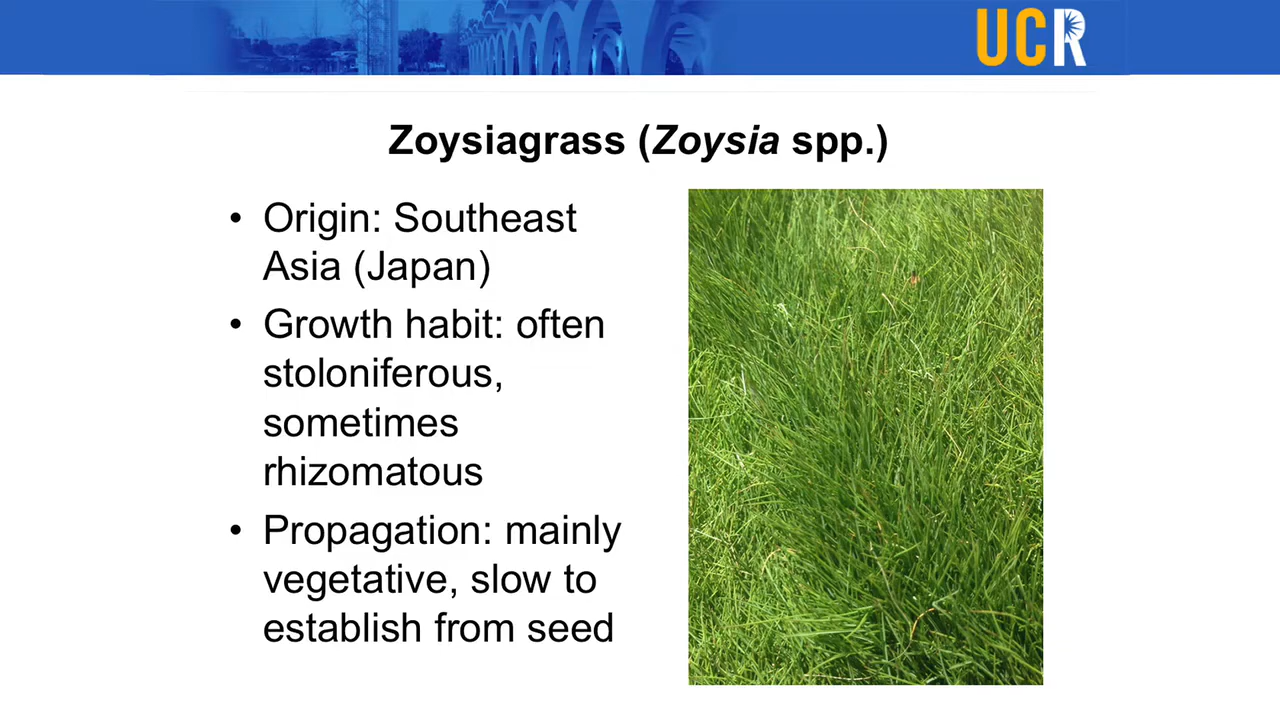 UCR
Zoysiagrass (Zoysia spp.)
• Origin: Southeast
Asia (Japan)
• Growth habit: often
stoloniferous,
sometimes
rhizomatous
• Propagation: mainly
vegetative, slow to
establish from seed